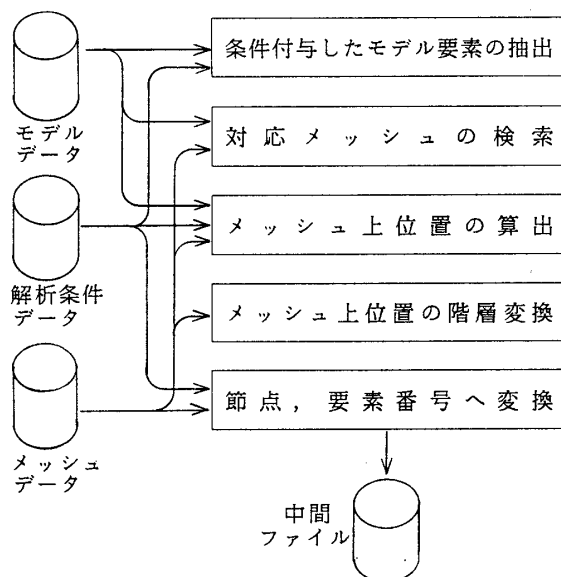 条件付与したモデル要素の抽出
モデル
データ
対応メッシュの検索
メッシュ上位置の算出
解析条件
データ
メッシュ上位置の階層変換
節点，要素番号へ変換
メッシュ
データ
中間
ファイル